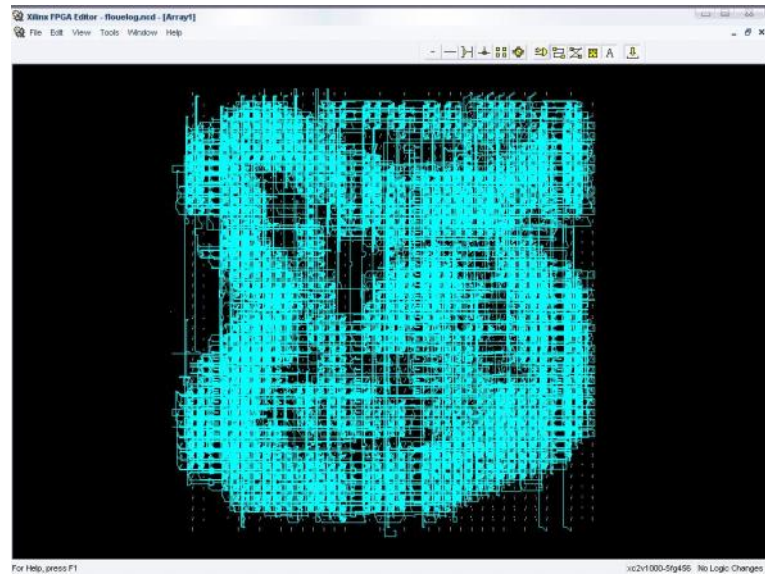 Xilinx FPGA Editor - flouelog.ncd - [Array1]
File Edit View Tools Window Help
A
For Help, press F1
xc2v1000-5fg456 No Logic Changes